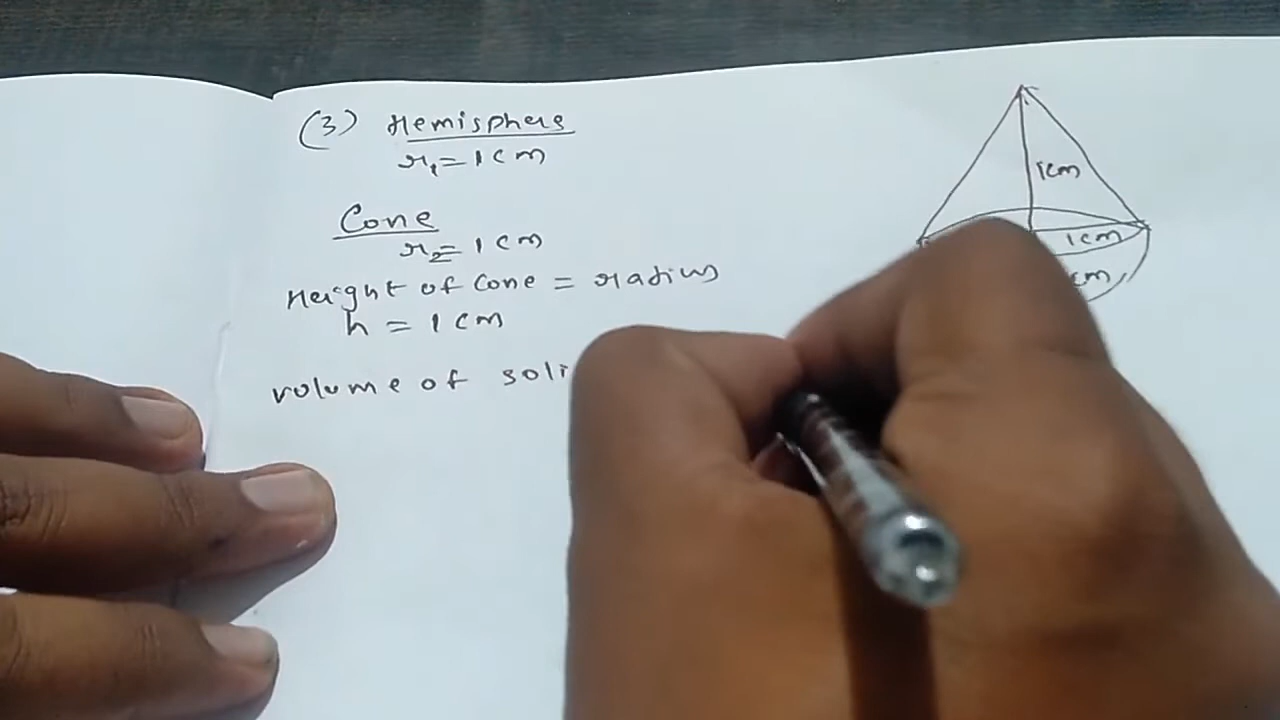 (3) Hemisphere
r₁ = 1 cm
Cone
r₂ = 1 cm
Height of Cone = radius
h = 1 cm
volume of soli
1cm
1cm
cm